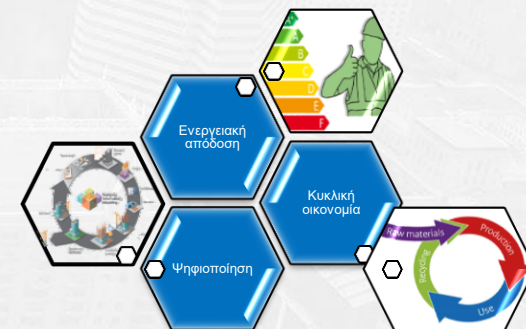 A
B
C
D
E
F
Ενεργειακή
απόδοση
Κυκλική
οικονομία
Ψηφιοποίηση
Raw materials
Production
Recycling
Use